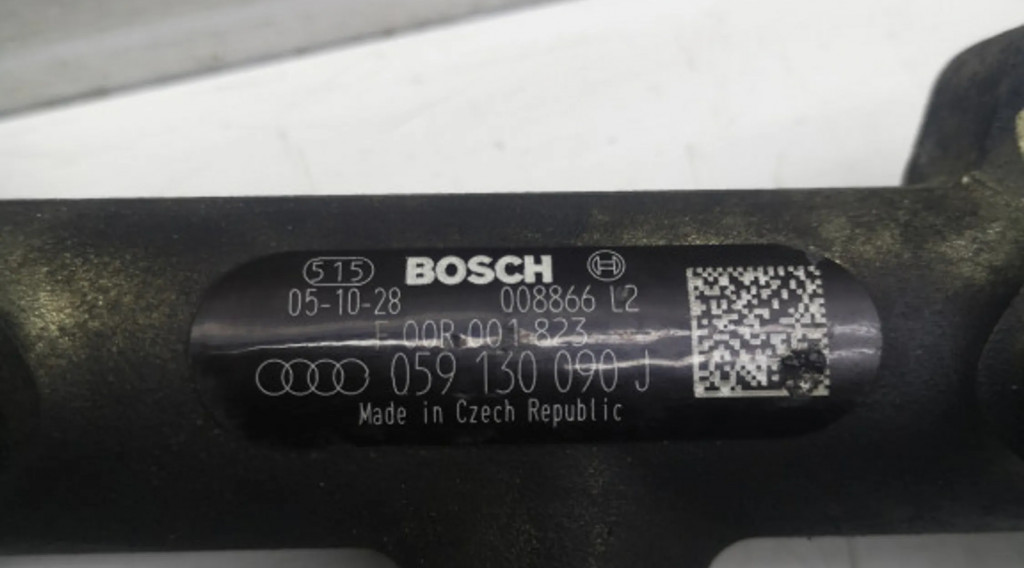 515 BOSCH
05-10-28 008866 L2
F 00R 001 823
059 130 090 J
Made in Czech Republic